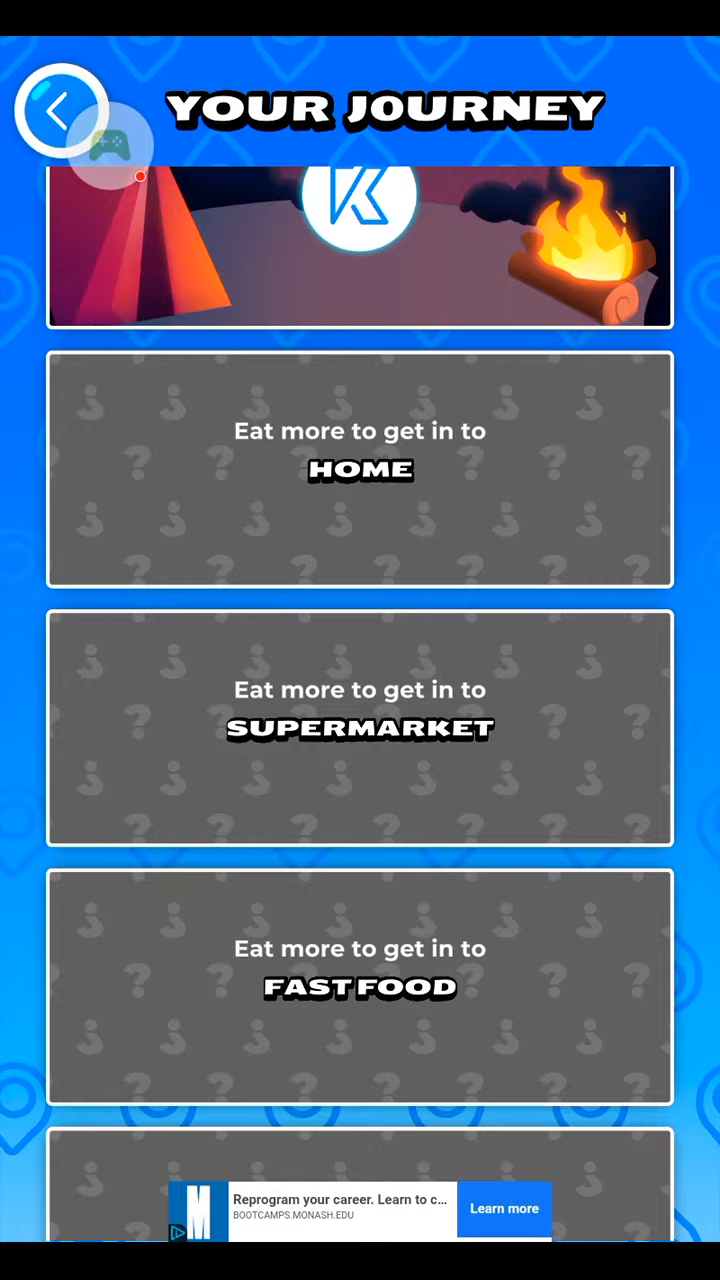 YOUR JOURNEY
K
Eat more to get in to
HOME
Eat more to get in to
SUPERMARKET
Eat more to get in to
FAST FOOD
M
Reprogram your career. Learn to c...
BOOTCAMPS.MONASH.EDU
Learn more